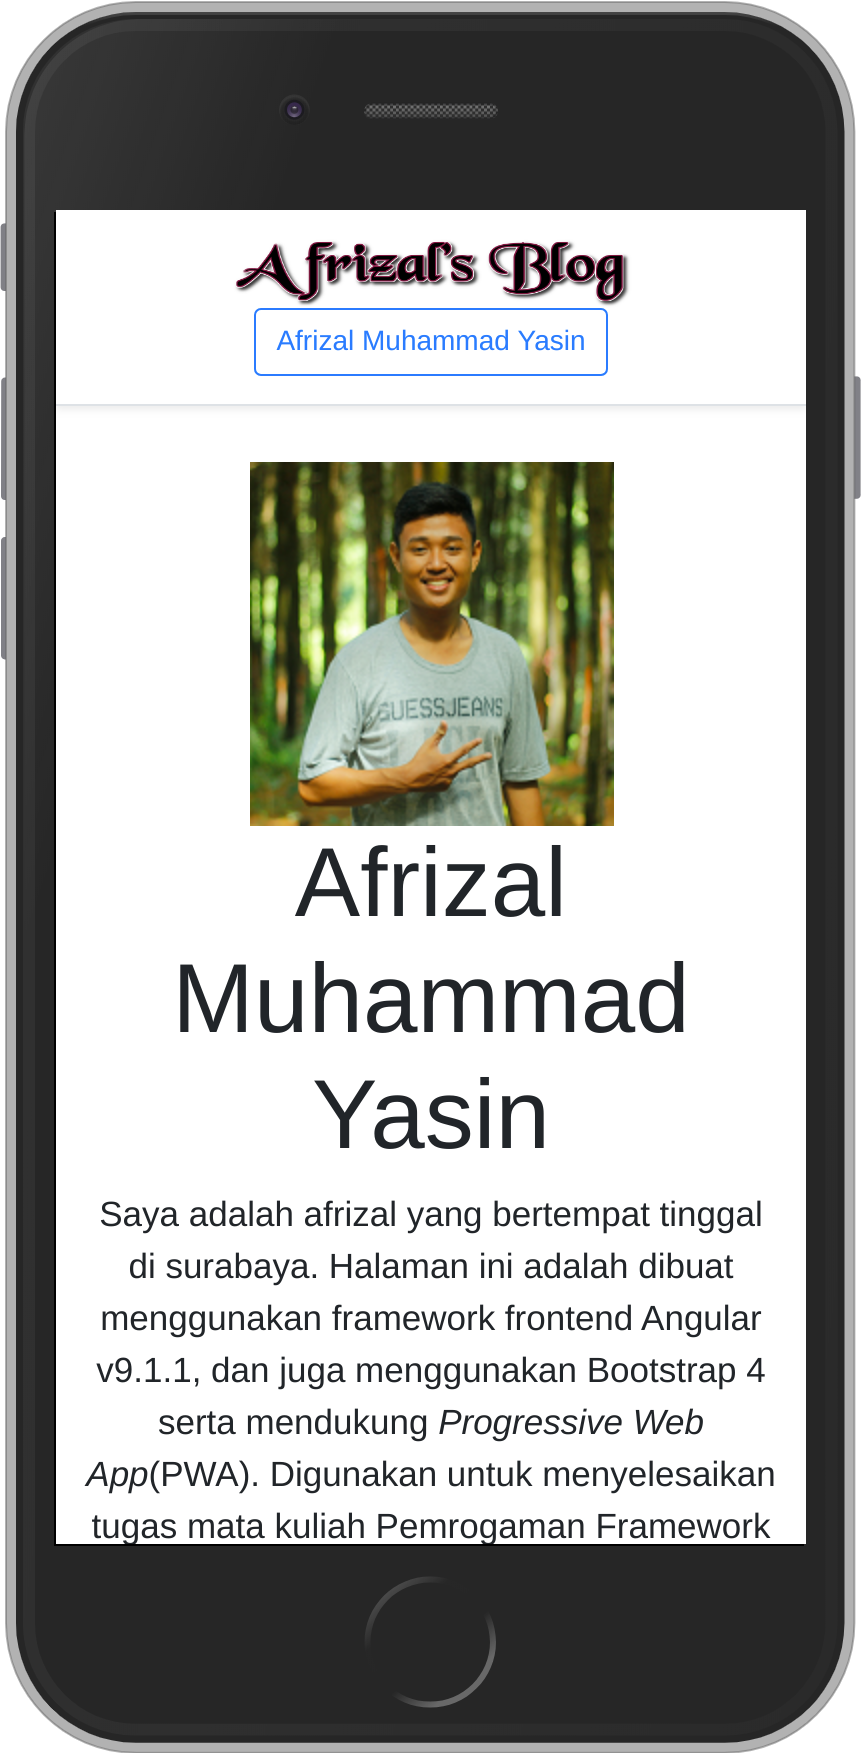 Afrizal's Blog
Afrizal Muhammad Yasin
GUESSJEANS
Afrizal
Muhammad
Yasin
Saya adalah afrizal yang bertempat tinggal
di surabaya. Halaman ini adalah dibuat
menggunakan framework frontend Angular
v9.1.1, dan juga menggunakan Bootstrap 4
serta mendukung Progressive Web
App(PWA). Digunakan untuk menyelesaikan
tugas mata kuliah Pemrogaman Framework